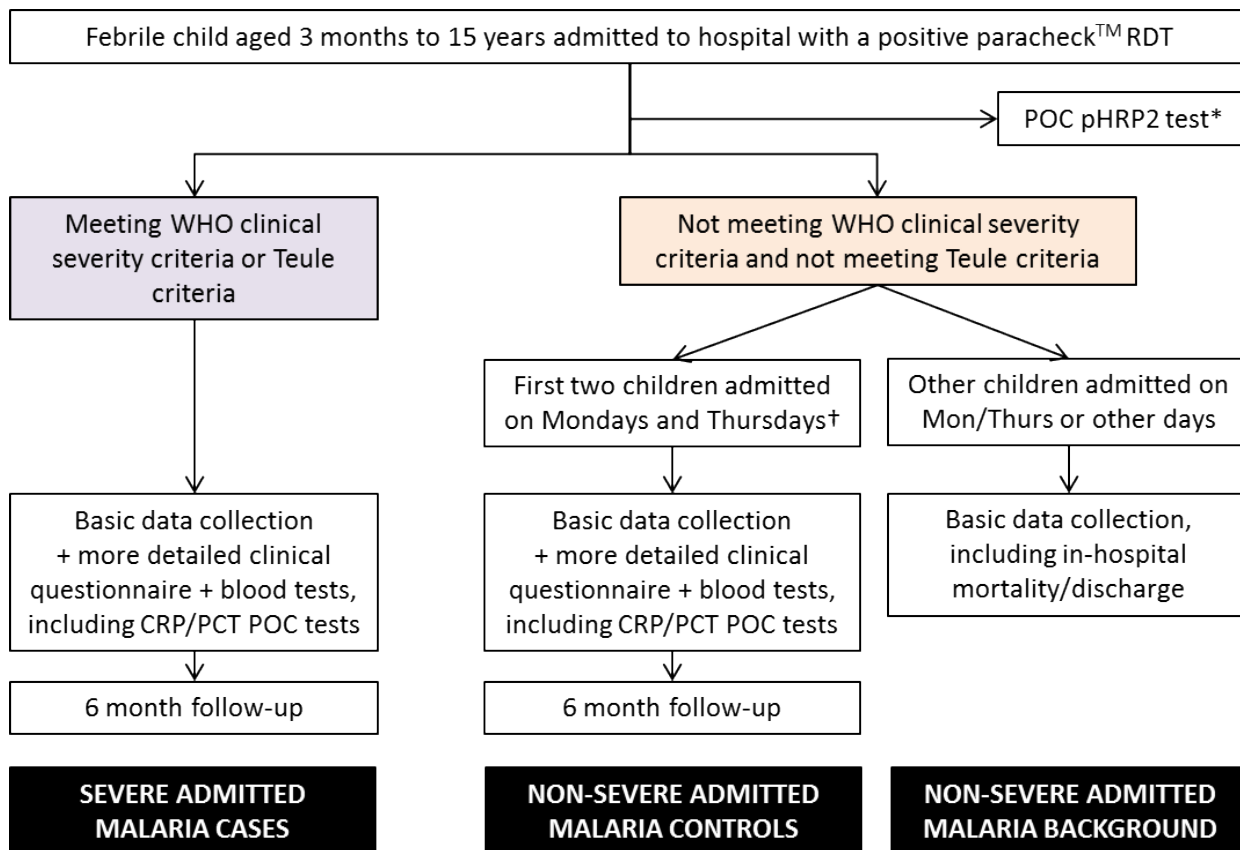 Febrile child aged 3 months to 15 years admitted to hospital with a positive paracheck™ RDT
POC pHRP2 test*
Meeting WHO clinical
severity criteria or Teule
criteria
Not meeting WHO clinical severity
criteria and not meeting Teule criteria
First two children admitted
on Mondays and Thursdays†
Other children admitted on
Mon/Thurs or other days
Basic data collection
+ more detailed clinical
questionnaire + blood tests,
including CRP/PCT POC tests
Basic data collection
+ more detailed clinical
questionnaire + blood tests,
including CRP/PCT POC tests
Basic data collection,
including in-hospital
mortality/discharge
6 month follow-up
6 month follow-up
SEVERE ADMITTED
MALARIA CASES
NON-SEVERE ADMITTED
MALARIA CONTROLS
NON-SEVERE ADMITTED
MALARIA BACKGROUND